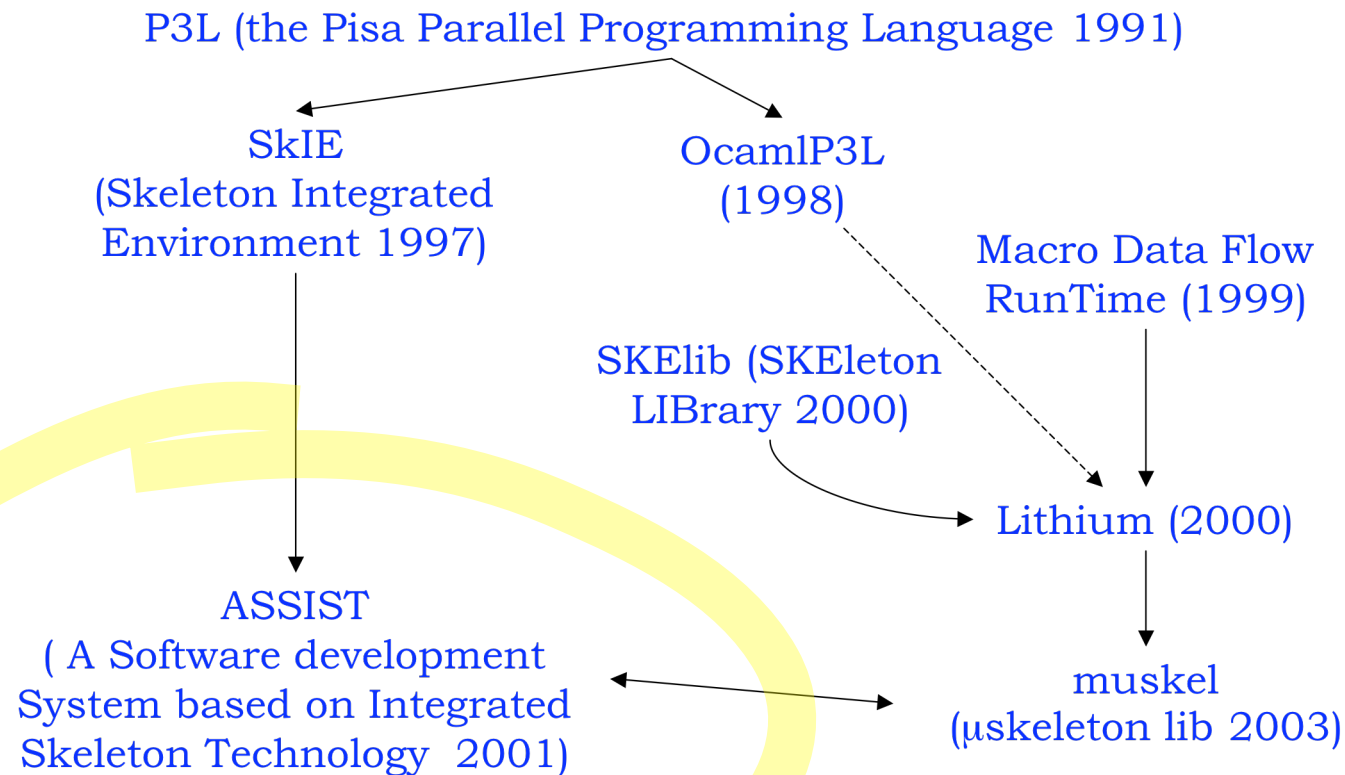 P3L (the Pisa Parallel Programming Language 1991)
SkIE
(Skeleton Integrated
Environment 1997)
OcamlP3L
(1998)
Macro Data Flow
RunTime (1999)
SKElib (SKEleton
LIBrary 2000)
Lithium (2000)
ASSIST
( A Software development
System based on Integrated
Skeleton Technology 2001)
muskel
(μskeleton lib 2003)